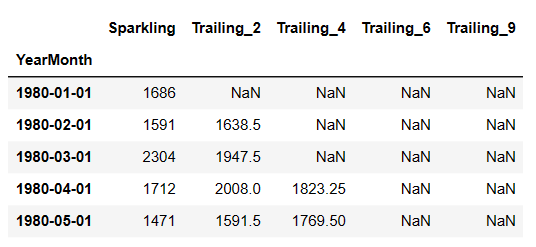 Sparkling Trailing_2 Trailing_4 Trailing_6 Trailing_9
YearMonth
1980-01-01 1686 NaN NaN NaN NaN
1980-02-01 1591 1638.5 NaN NaN NaN
1980-03-01 2304 1947.5 NaN NaN NaN
1980-04-01 1712 2008.0 1823.25 NaN NaN
1980-05-01 1471 1591.5 1769.50 NaN NaN